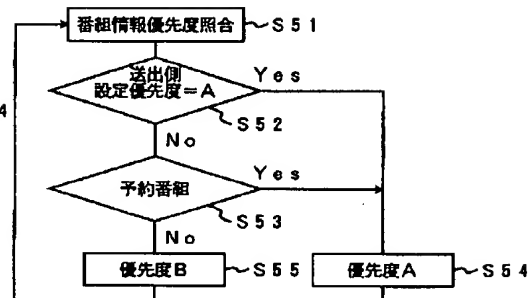 番組情報優先度照合 S51
送出側
設定優先度=A
Yes
4
S52
No
予約番組
Yes
S53
No
優先度B S55
優先度A S54